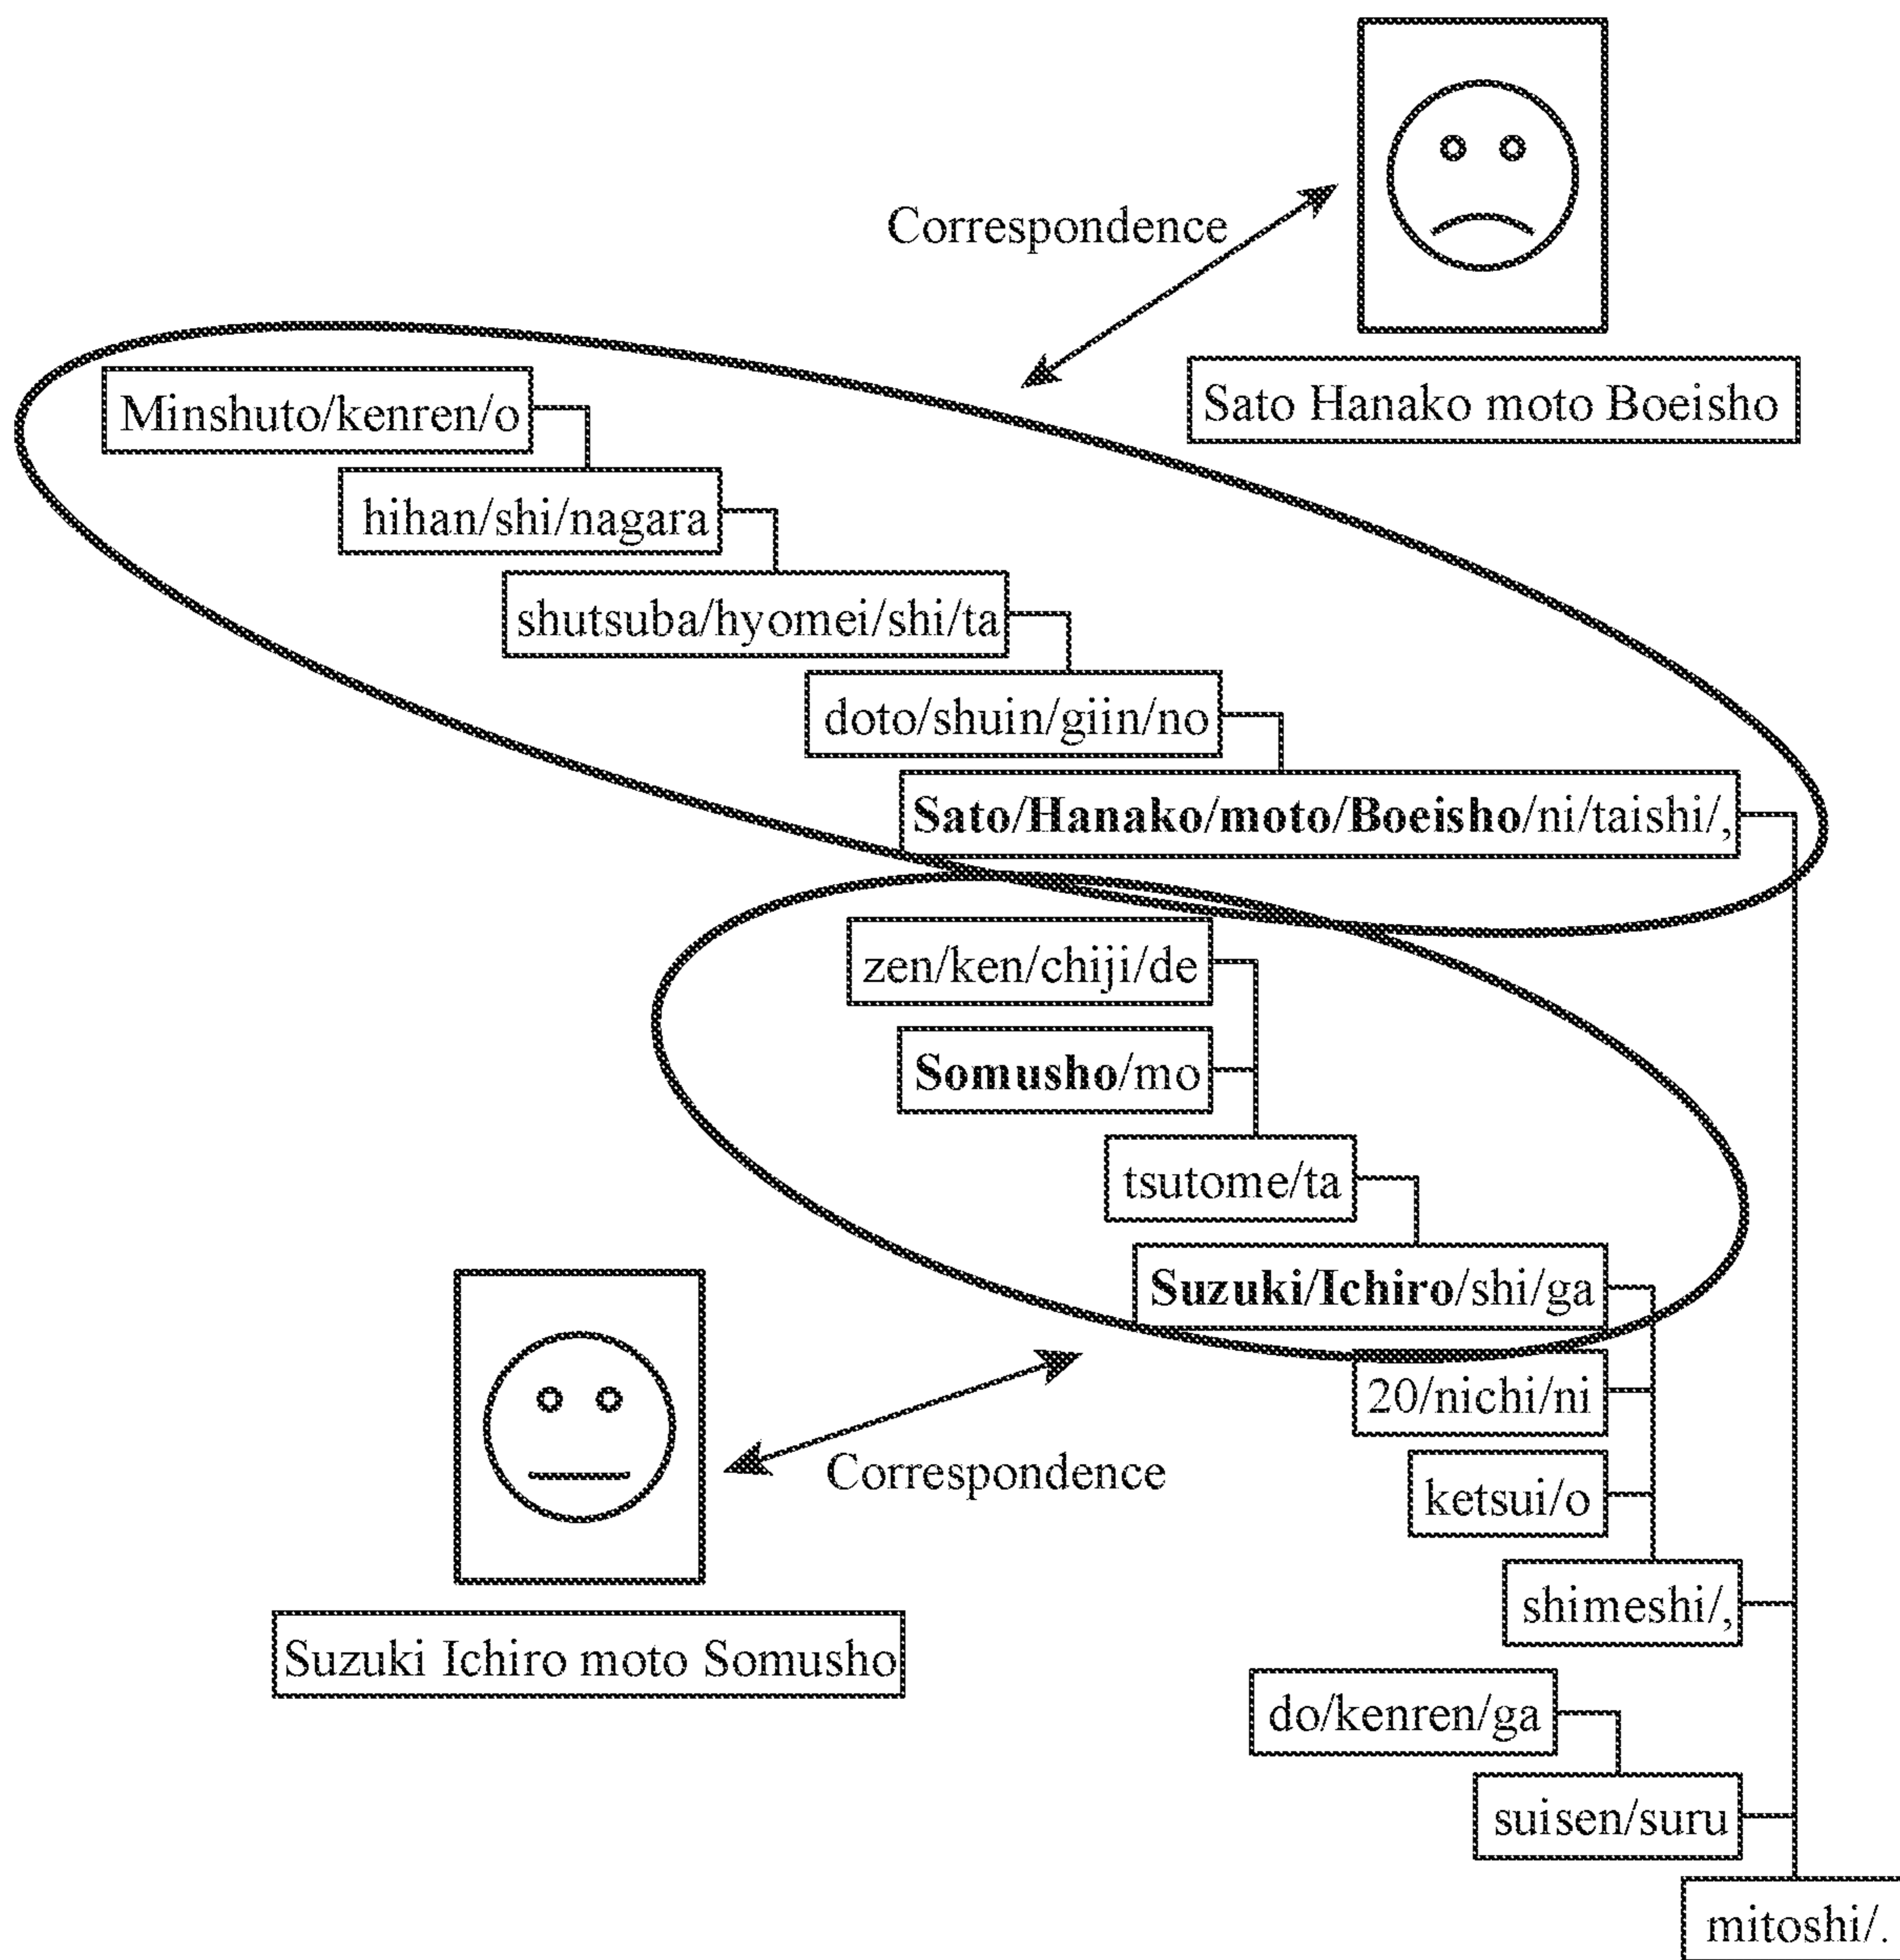 Correspondence
Sato Hanako moto Boeisho
Minshuto/kenren/o
hihan/shi/nagara
shutsuba/hyomei/shi/ta
doto/shuin/giin/no
Sato/Hanako/moto/Boeisho/ni/taishi/,
zen/ken/chiji/de
Somusho/mo
tsutome/ta
Suzuki/Ichiro/shi/ga
20/nichi/ni
Correspondence
ketsui/o
shimeshi/,
Suzuki Ichiro moto Somusho
do/kenren/ga
suisen/suru
mitoshi/.